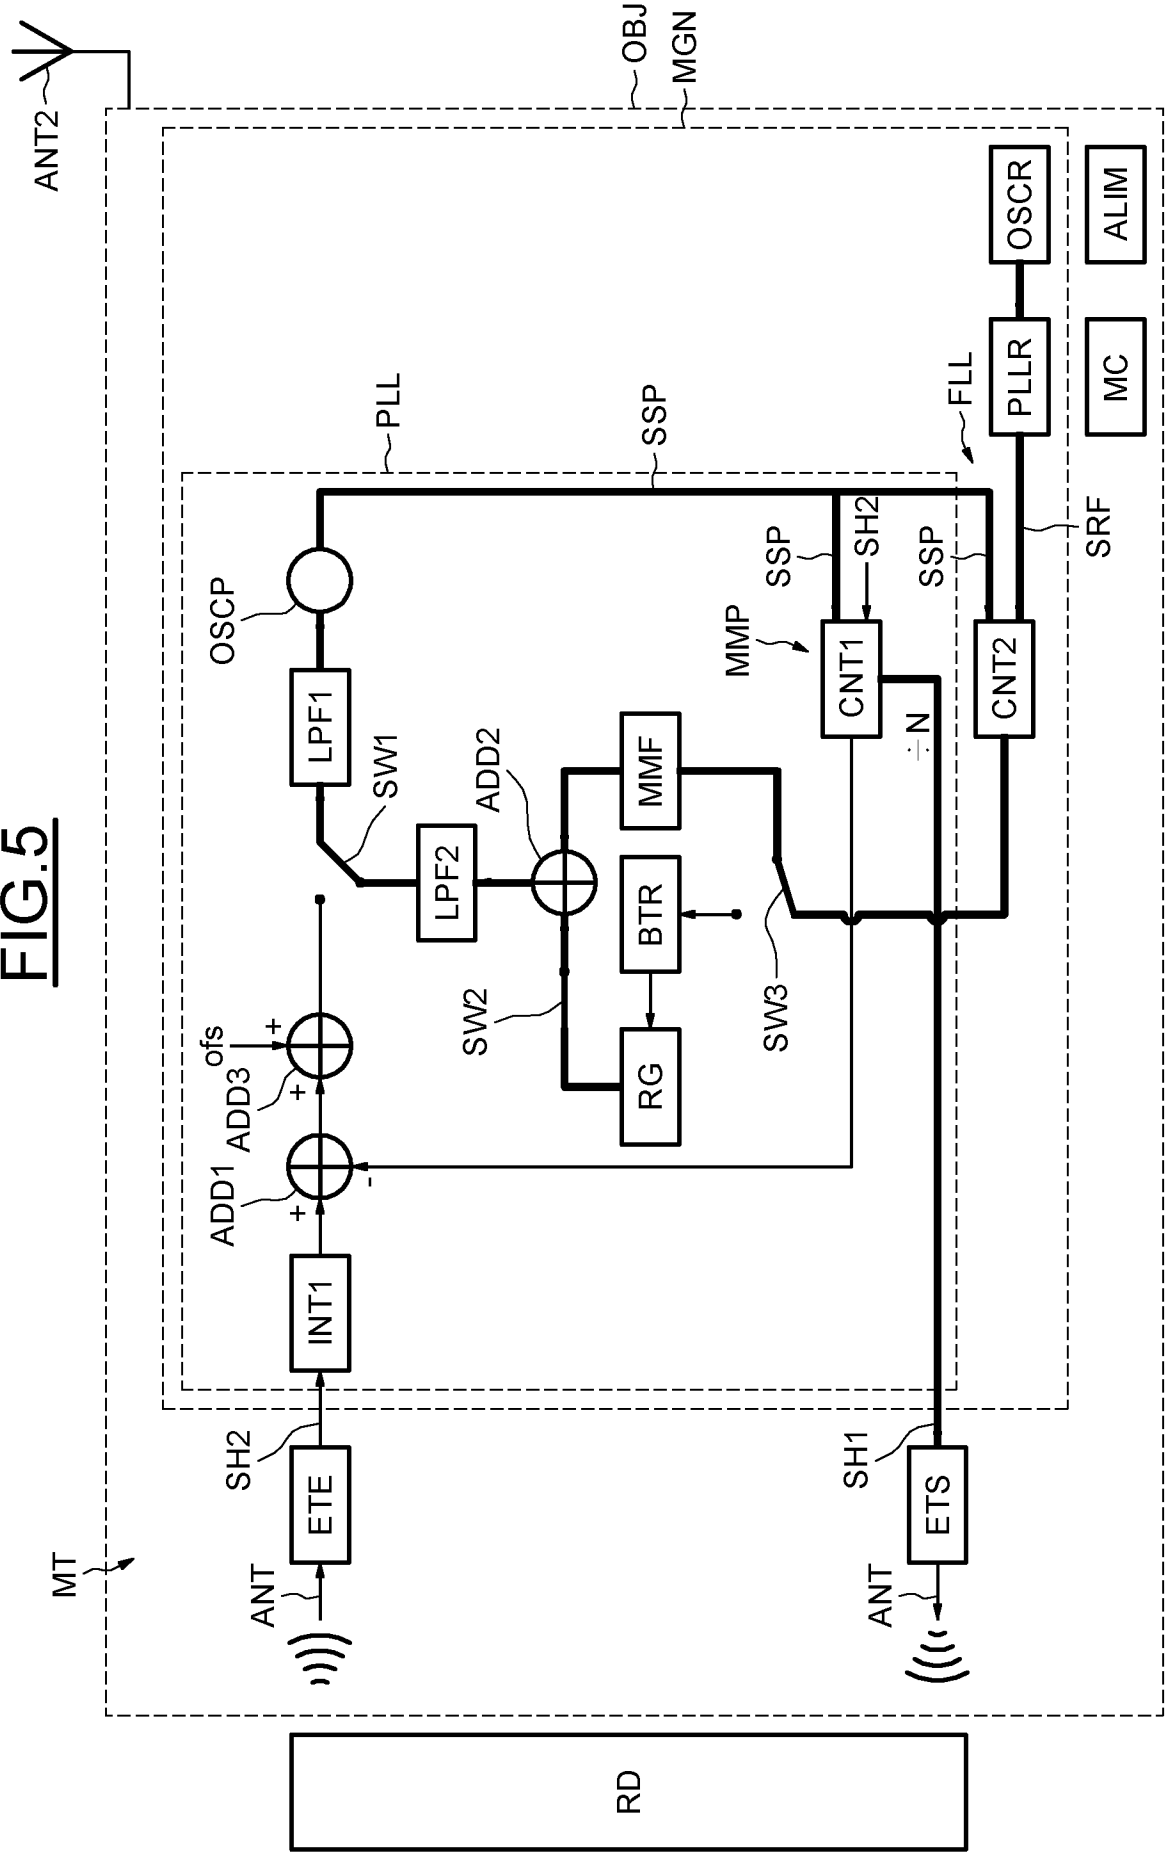 FIG.5
ANT2
MT
OBJ
MGN
PLL
SH2
ANT
ADD1
ADD3
ofs
OSCP
+
+
+
ETE
INT1
LPF1
-
SW1
LPF2
SW2
ADD2
RD
RG
BTR
MMF
SSP
SW3
MMP
SSP
SH2
CNT1
ANT
SH1
÷N
SSP
FLL
ETS
CNT2
PLLR
OSCR
SRF
MC
ALIM